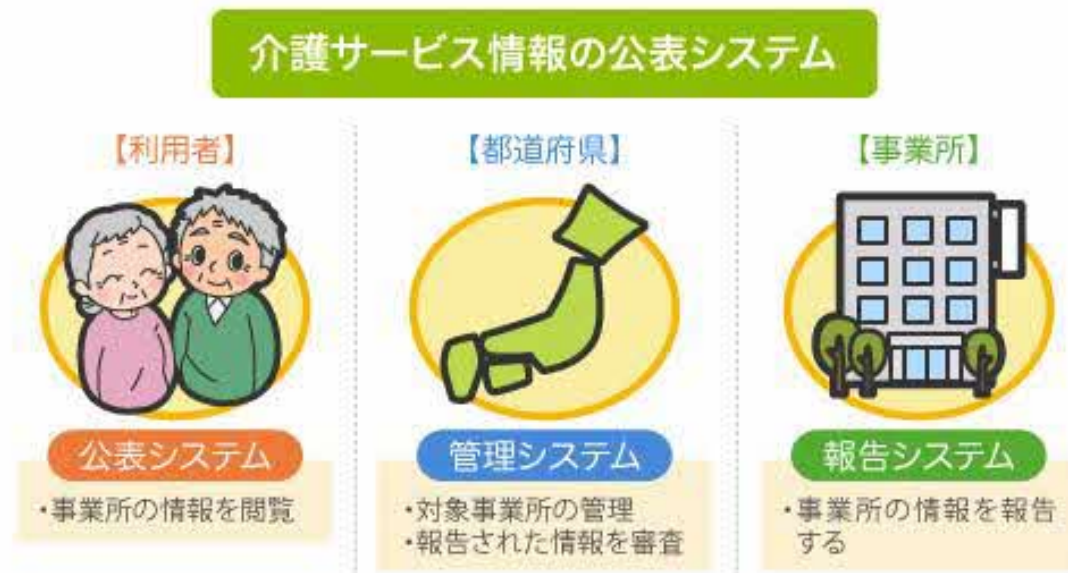 介護サービス情報の公表システム
【利用者】
公表システム
・事業所の情報を閲覧
【都道府県】
管理システム
・対象事業所の管理
・報告された情報を審査
【事業所】
報告システム
・事業所の情報を報告
する